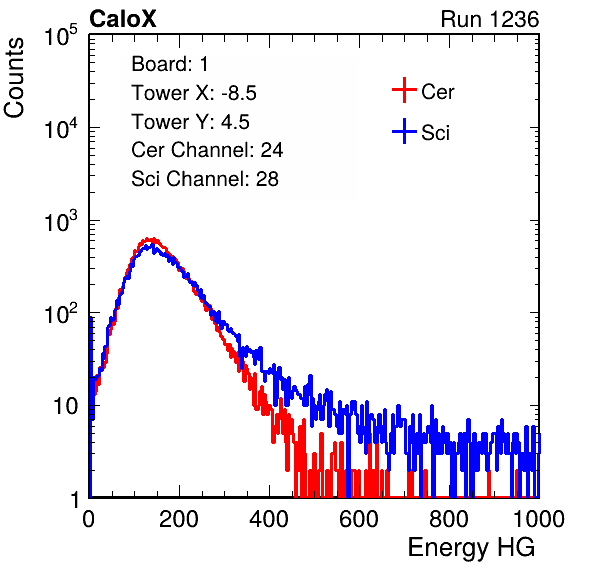 CaloX Run 1236
Counts
10^5
10^4
10^3
10^2
10
1
Board: 1
Tower X: -8.5
Tower Y: 4.5
Cer Channel: 24
Sci Channel: 28
Cer
Sci
0 200 400 600 800 1000
Energy HG